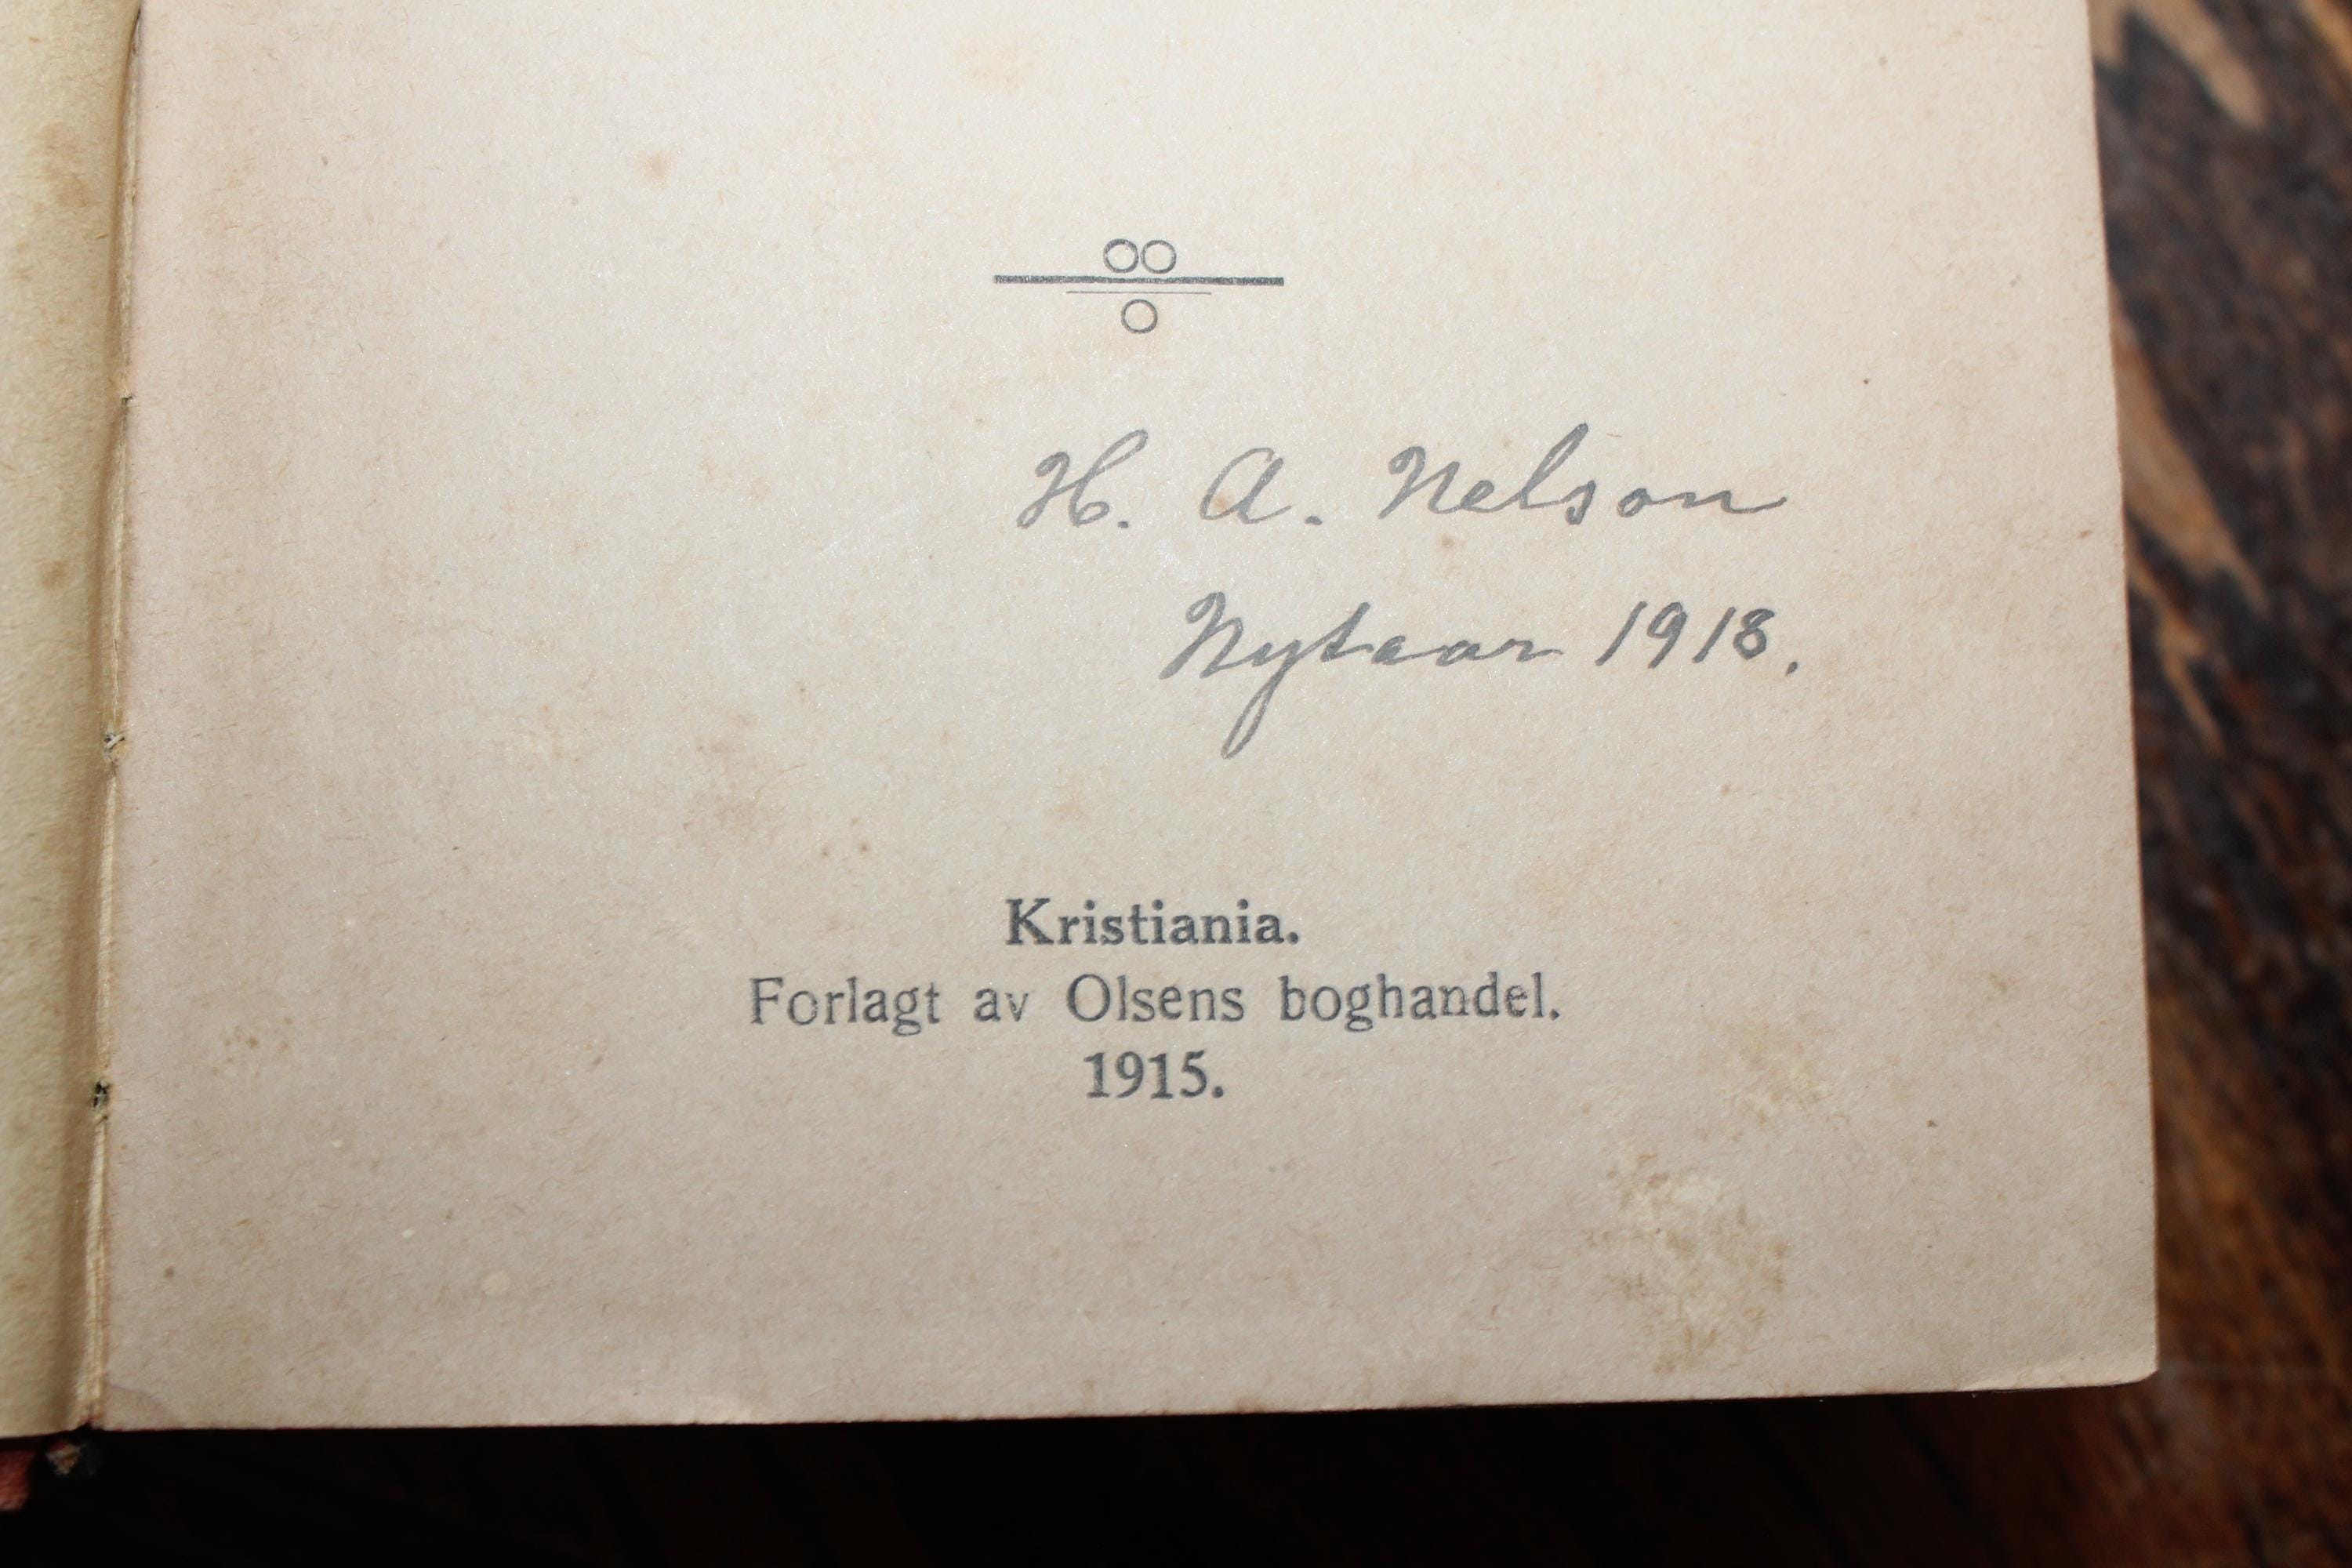 H. A. Nelson
Nytaar 1918.
Kristiania.
Forlagt av Olsens boghandel.
1915.